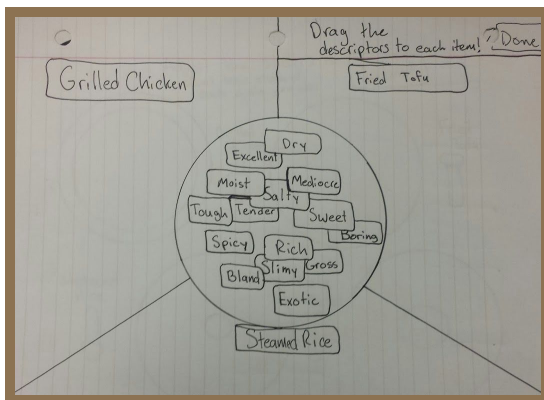 Drag the
descriptors to each item!
Done
Grilled Chicken
Fried Tofu
Dry
Excellent
Moist
Mediocre
Salty
Tough
Tender
Sweet
Boring
Spicy
Rich
Slimy
Gross
Bland
Exotic
Steamed Rice